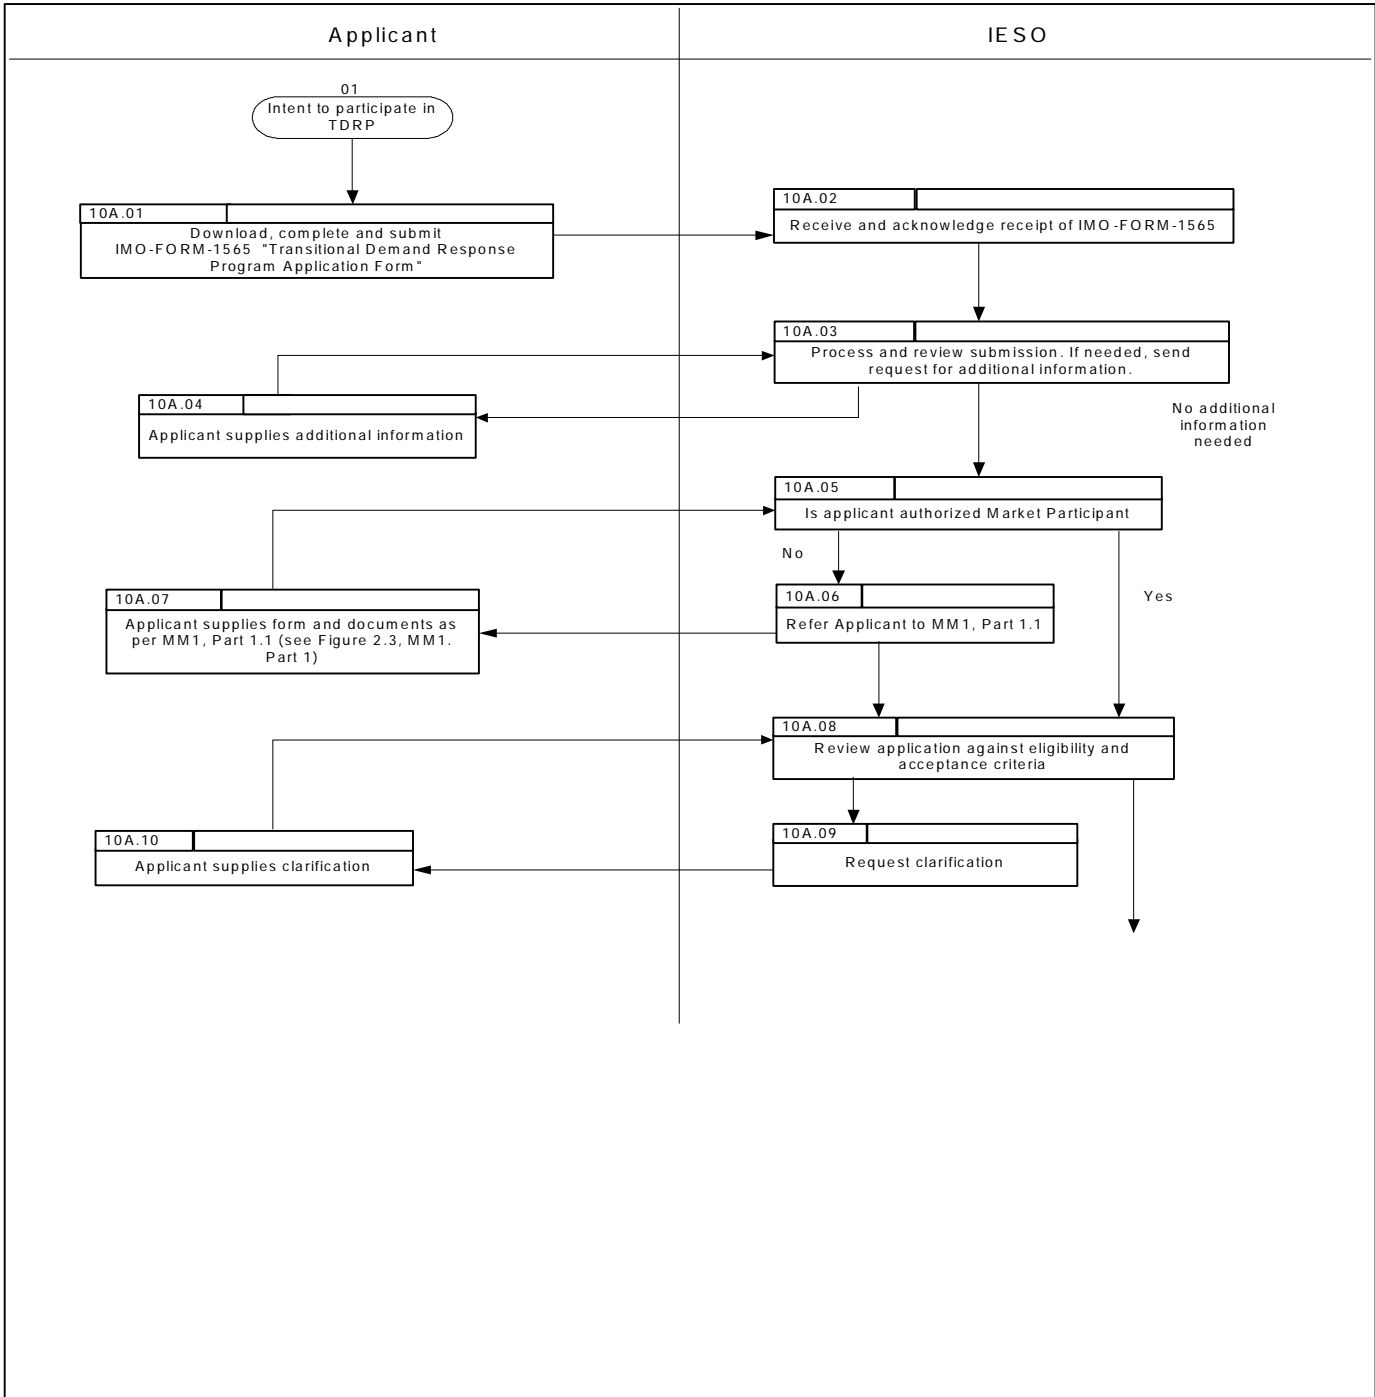 Applicant
IESO
01
Intent to participate in
TDRP
10A.01
Download, complete and submit
IMO-FORM-1565 "Transitional Demand Response
Program Application Form"
10A.02
Receive and acknowledge receipt of IMO-FORM-1565
10A.03
Process and review submission. If needed, send
request for additional information.
10A.04
Applicant supplies additional information
No additional
information
needed
10A.05
Is applicant authorized Market Participant
No
Yes
10A.06
Refer Applicant to MM1, Part 1.1
10A.07
Applicant supplies form and documents as
per MM1, Part 1.1 (see Figure 2.3, MM1.
Part 1)
10A.08
Review application against eligibility and
acceptance criteria
10A.09
Request clarification
10A.10
Applicant supplies clarification